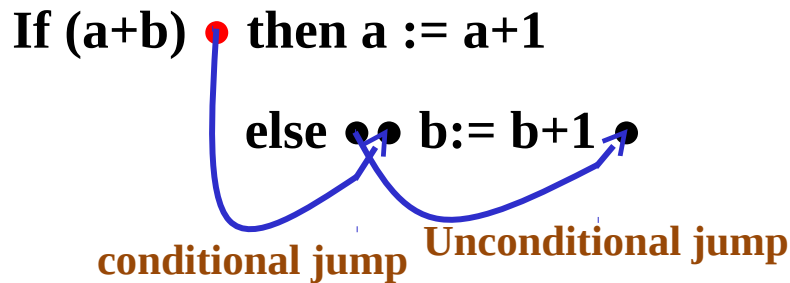 If (a+b) then a := a+1
else b:= b+1
Unconditional jump
conditional jump